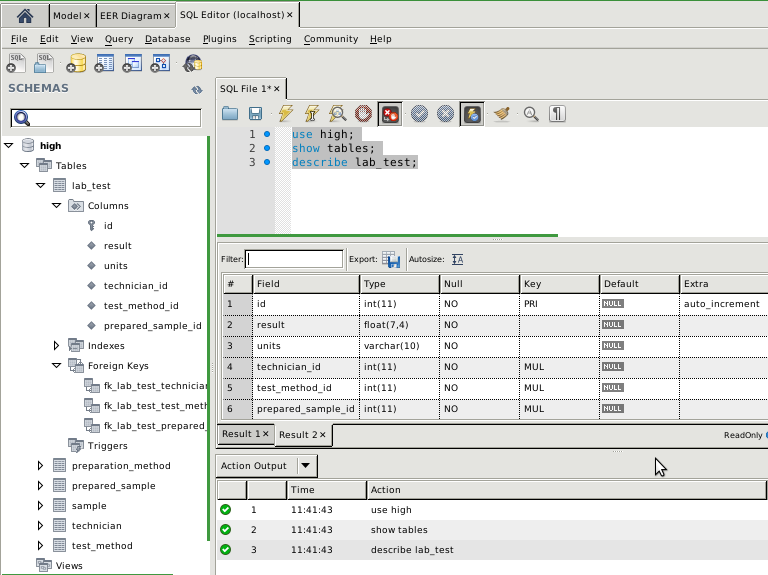 Model EER Diagram SQL Editor (localhost)
File Edit View Query Database Plugins Scripting Community Help
SQL SQL
SCHEMAS
SQL File 1*
1 use high;
2 show tables;
3 describe lab_test;
high
Tables
lab_test
Columns
id
result
units
technician_id
test_method_id
prepared_sample_id
Indexes
Foreign Keys
fk_lab_test_technician
fk_lab_test_test_meth
fk_lab_test_prepared_
Triggers
preparation_method
prepared_sample
sample
technician
test_method
Views
Filter: Export: Autosize:
# Field Type Null Key Default Extra
1 id int(11) NO PRI NULL auto_increment
2 result float(7,4) NO NULL
3 units varchar(10) NO NULL
4 technician_id int(11) NO MUL NULL
5 test_method_id int(11) NO MUL NULL
6 prepared_sample_id int(11) NO MUL NULL
Result 1 Result 2 ReadOnly
Action Output
Time Action
1 11:41:43 use high
2 11:41:43 show tables
3 11:41:43 describe lab_test